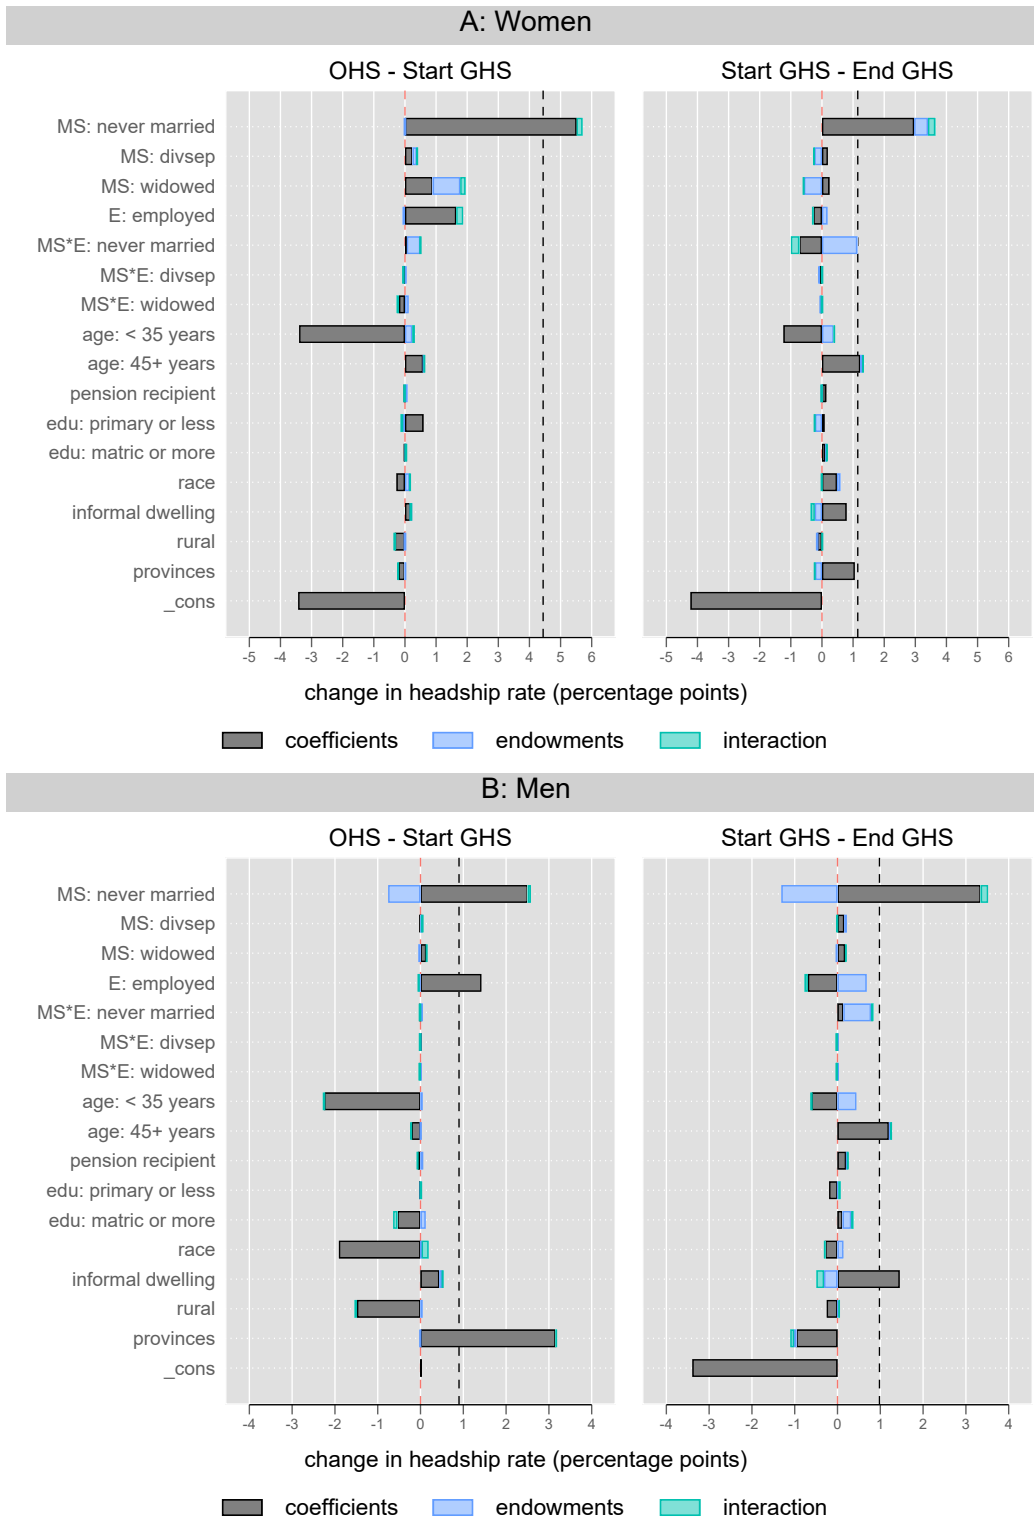 A: Women
OHS - Start GHS
Start GHS - End GHS
MS: never married
MS: divsep
MS: widowed
E: employed
MS*E: never married
MS*E: divsep
MS*E: widowed
age: < 35 years
age: 45+ years
pension recipient
edu: primary or less
edu: matric or more
race
informal dwelling
rural
provinces
_cons
-5 -4 -3 -2 -1 0 1 2 3 4 5 6
-5 -4 -3 -2 -1 0 1 2 3 4 5 6
change in headship rate (percentage points)
coefficients endowments interaction
B: Men
OHS - Start GHS
Start GHS - End GHS
MS: never married
MS: divsep
MS: widowed
E: employed
MS*E: never married
MS*E: divsep
MS*E: widowed
age: < 35 years
age: 45+ years
pension recipient
edu: primary or less
edu: matric or more
race
informal dwelling
rural
provinces
_cons
-4 -3 -2 -1 0 1 2 3 4
-4 -3 -2 -1 0 1 2 3 4
change in headship rate (percentage points)
coefficients endowments interaction